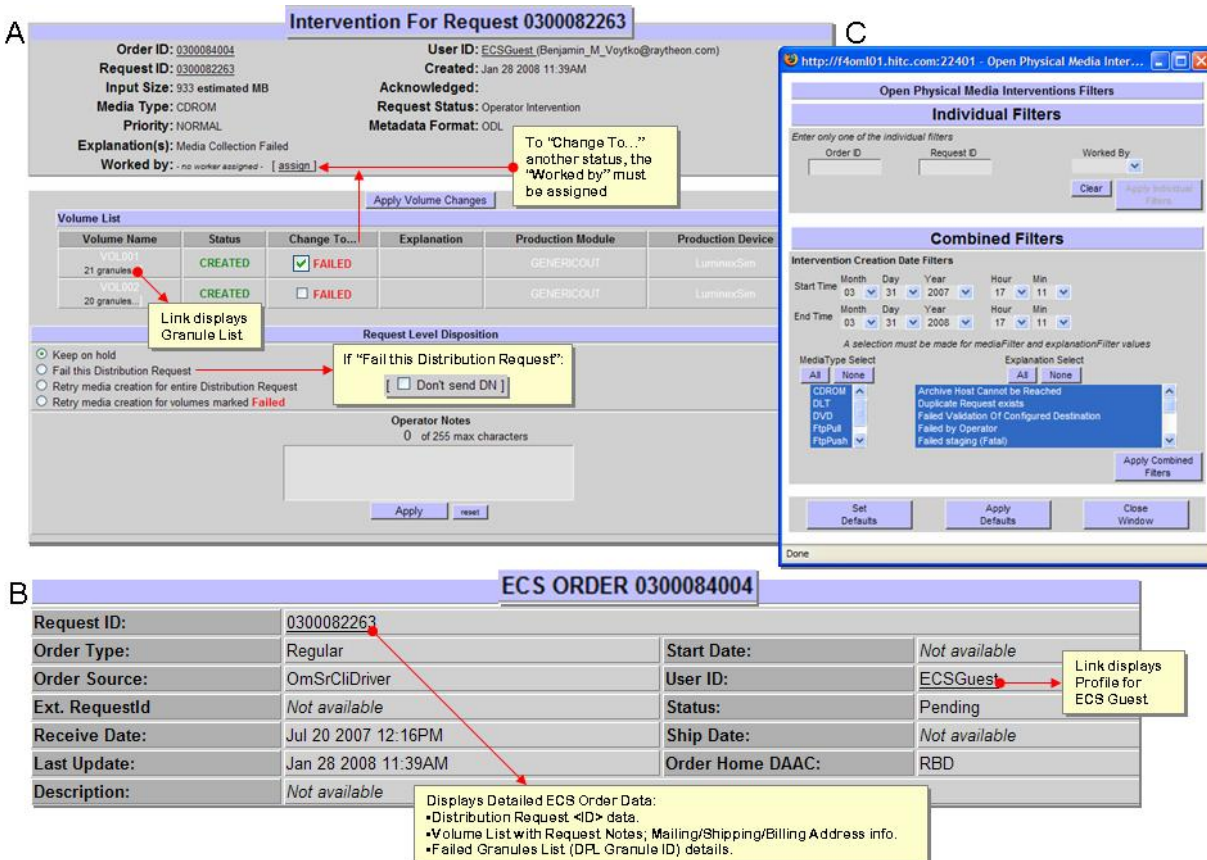 A
Intervention For Request 0300082263
Order ID: 0300084004
User ID: ECSGuest (Benjamin_M_Voytko@raytheon.com)
Request ID: 0300082263
Created: Jan 28 2008 11:39AM
Input Size: 933 estimated MB
Acknowledged:
Media Type: CDROM
Request Status: Operator Intervention
Priority: NORMAL
Metadata Format: ODL
Explanation(s): Media Collection Failed
Worked by: - no worker assigned - [ assign ]
To "Change To..."
another status, the
"Worked by" must
be assigned
Apply Volume Changes
Volume List
Volume Name Status Change To... Explanation Production Module Production Device
VOL001
21 granules... CREATED FAILED GENERICOUT LuminexSim
VOL002
20 granules... CREATED FAILED GENERICOUT LuminexSim
Link displays
Granule List
Request Level Disposition
Keep on hold
Fail this Distribution Request
Retry media creation for entire Distribution Request
Retry media creation for volumes marked Failed
If "Fail this Distribution Request":
[ Don't send DN ]
Operator Notes
0 of 255 max characters
Apply reset
C
http://f4oml01.hitc.com:22401 - Open Physical Media Inter...
Open Physical Media Interventions Filters
Individual Filters
Enter only one of the individual filters
Order ID Request ID Worked By
Clear Apply Individual
Filters
Combined Filters
Intervention Creation Date Filters
Month Day Year Hour Min
Start Time 03 31 2007 17 11
Month Day Year Hour Min
End Time 03 31 2008 17 11
A selection must be made for mediaFilter and explanationFilter values
MediaType Select Explanation Select
All None All None
CDROM Archive Host Cannot be Reached
DLT Duplicate Request exists
DVD Failed Validation Of Configured Destination
FtpPull Failed by Operator
FtpPush Failed staging (Fatal)
Apply Combined
Filters
Set
Defaults
Apply
Defaults
Close
Window
Done
B
ECS ORDER 0300084004
Request ID: 0300082263
Order Type: Regular Start Date: Not available
Order Source: OmSrCliDriver User ID: ECSGuest
Ext. RequestId Not available Status: Pending
Receive Date: Jul 20 2007 12:16PM Ship Date: Not available
Last Update: Jan 28 2008 11:39AM Order Home DAAC: RBD
Description: Not available
Link displays
Profile for
ECS Guest
Displays Detailed ECS Order Data:
▪Distribution Request <ID> data.
▪Volume List with Request Notes; Mailing/Shipping/Billing Address info.
▪Failed Granules List (DPL Granule ID) details.